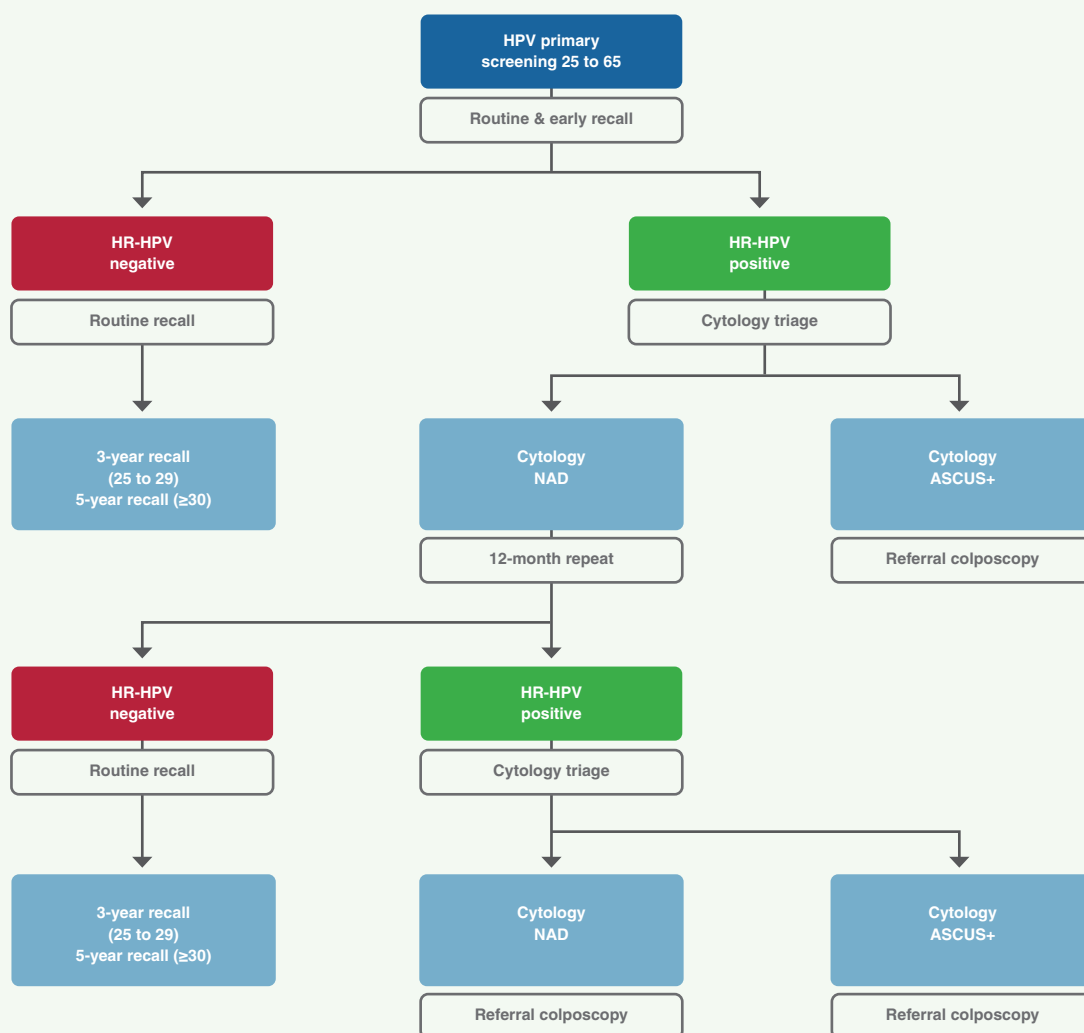 HPV primary
screening 25 to 65
Routine & early recall
HR-HPV
negative
HR-HPV
positive
Routine recall
Cytology triage
3-year recall
(25 to 29)
5-year recall (≥30)
Cytology
NAD
Cytology
ASCUS+
12-month repeat
Referral colposcopy
HR-HPV
negative
HR-HPV
positive
Routine recall
Cytology triage
3-year recall
(25 to 29)
5-year recall (≥30)
Cytology
NAD
Cytology
ASCUS+
Referral colposcopy
Referral colposcopy